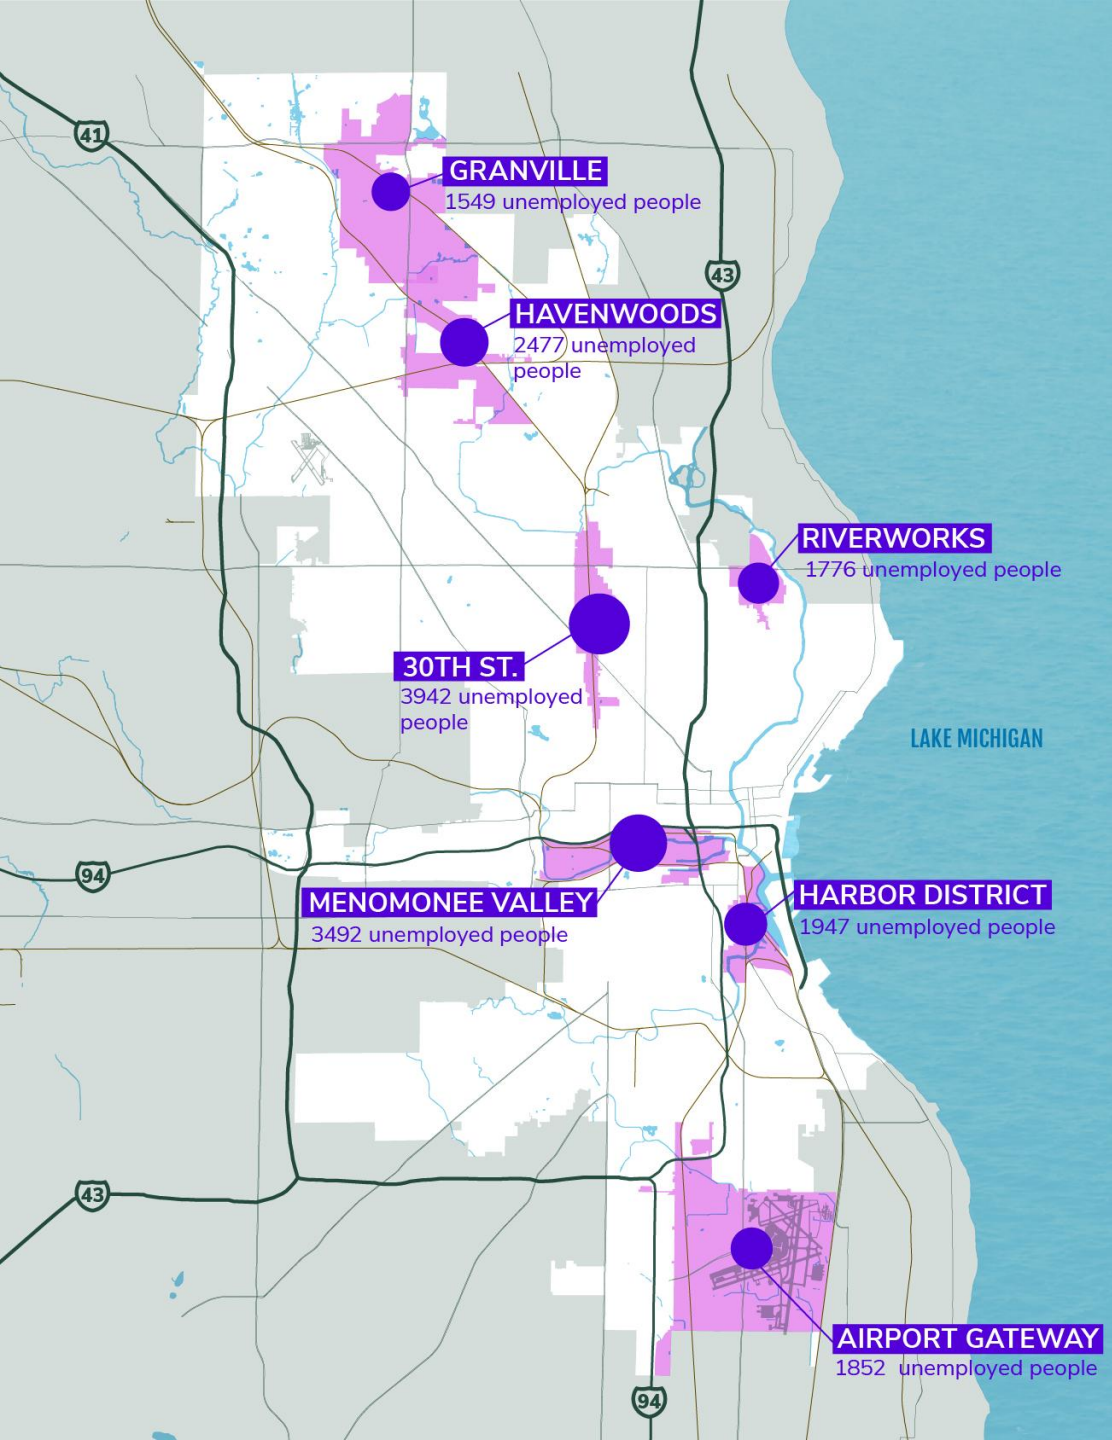 41
GRANVILLE
1549 unemployed people
43
HAVENWOODS
2477 unemployed
people
RIVERWORKS
1776 unemployed people
30TH ST.
3942 unemployed
people
LAKE MICHIGAN
94
MENOMONEE VALLEY
3492 unemployed people
HARBOR DISTRICT
1947 unemployed people
43
AIRPORT GATEWAY
1852 unemployed people
94